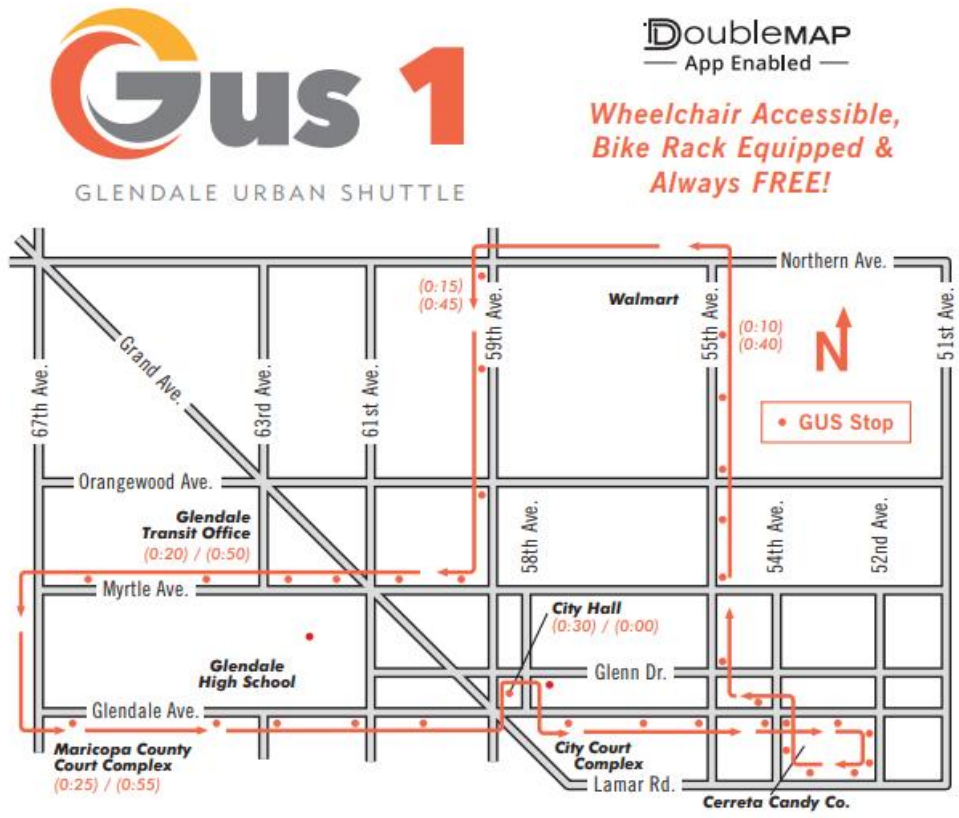 Gus 1
GLENDALE URBAN SHUTTLE
DOUBLEMAP
App Enabled
Wheelchair Accessible,
Bike Rack Equipped &
Always FREE!
Northern Ave.
(0:15)
(0:45)
59th Ave.
Walmart
55th Ave.
(0:10)
(0:40)
N
51st Ave.
GUS Stop
67th Ave.
Grand Ave.
63rd Ave.
61st Ave.
Orangewood Ave.
Glendale
Transit Office
(0:20) / (0:50)
58th Ave.
54th Ave.
52nd Ave.
Myrtle Ave.
City Hall
(0:30) / (0:00)
Glendale
High School
Glenn Dr.
Glendale Ave.
Maricopa County
Court Complex
(0:25) / (0:55)
City Court
Complex
Lamar Rd.
Cerreta Candy Co.